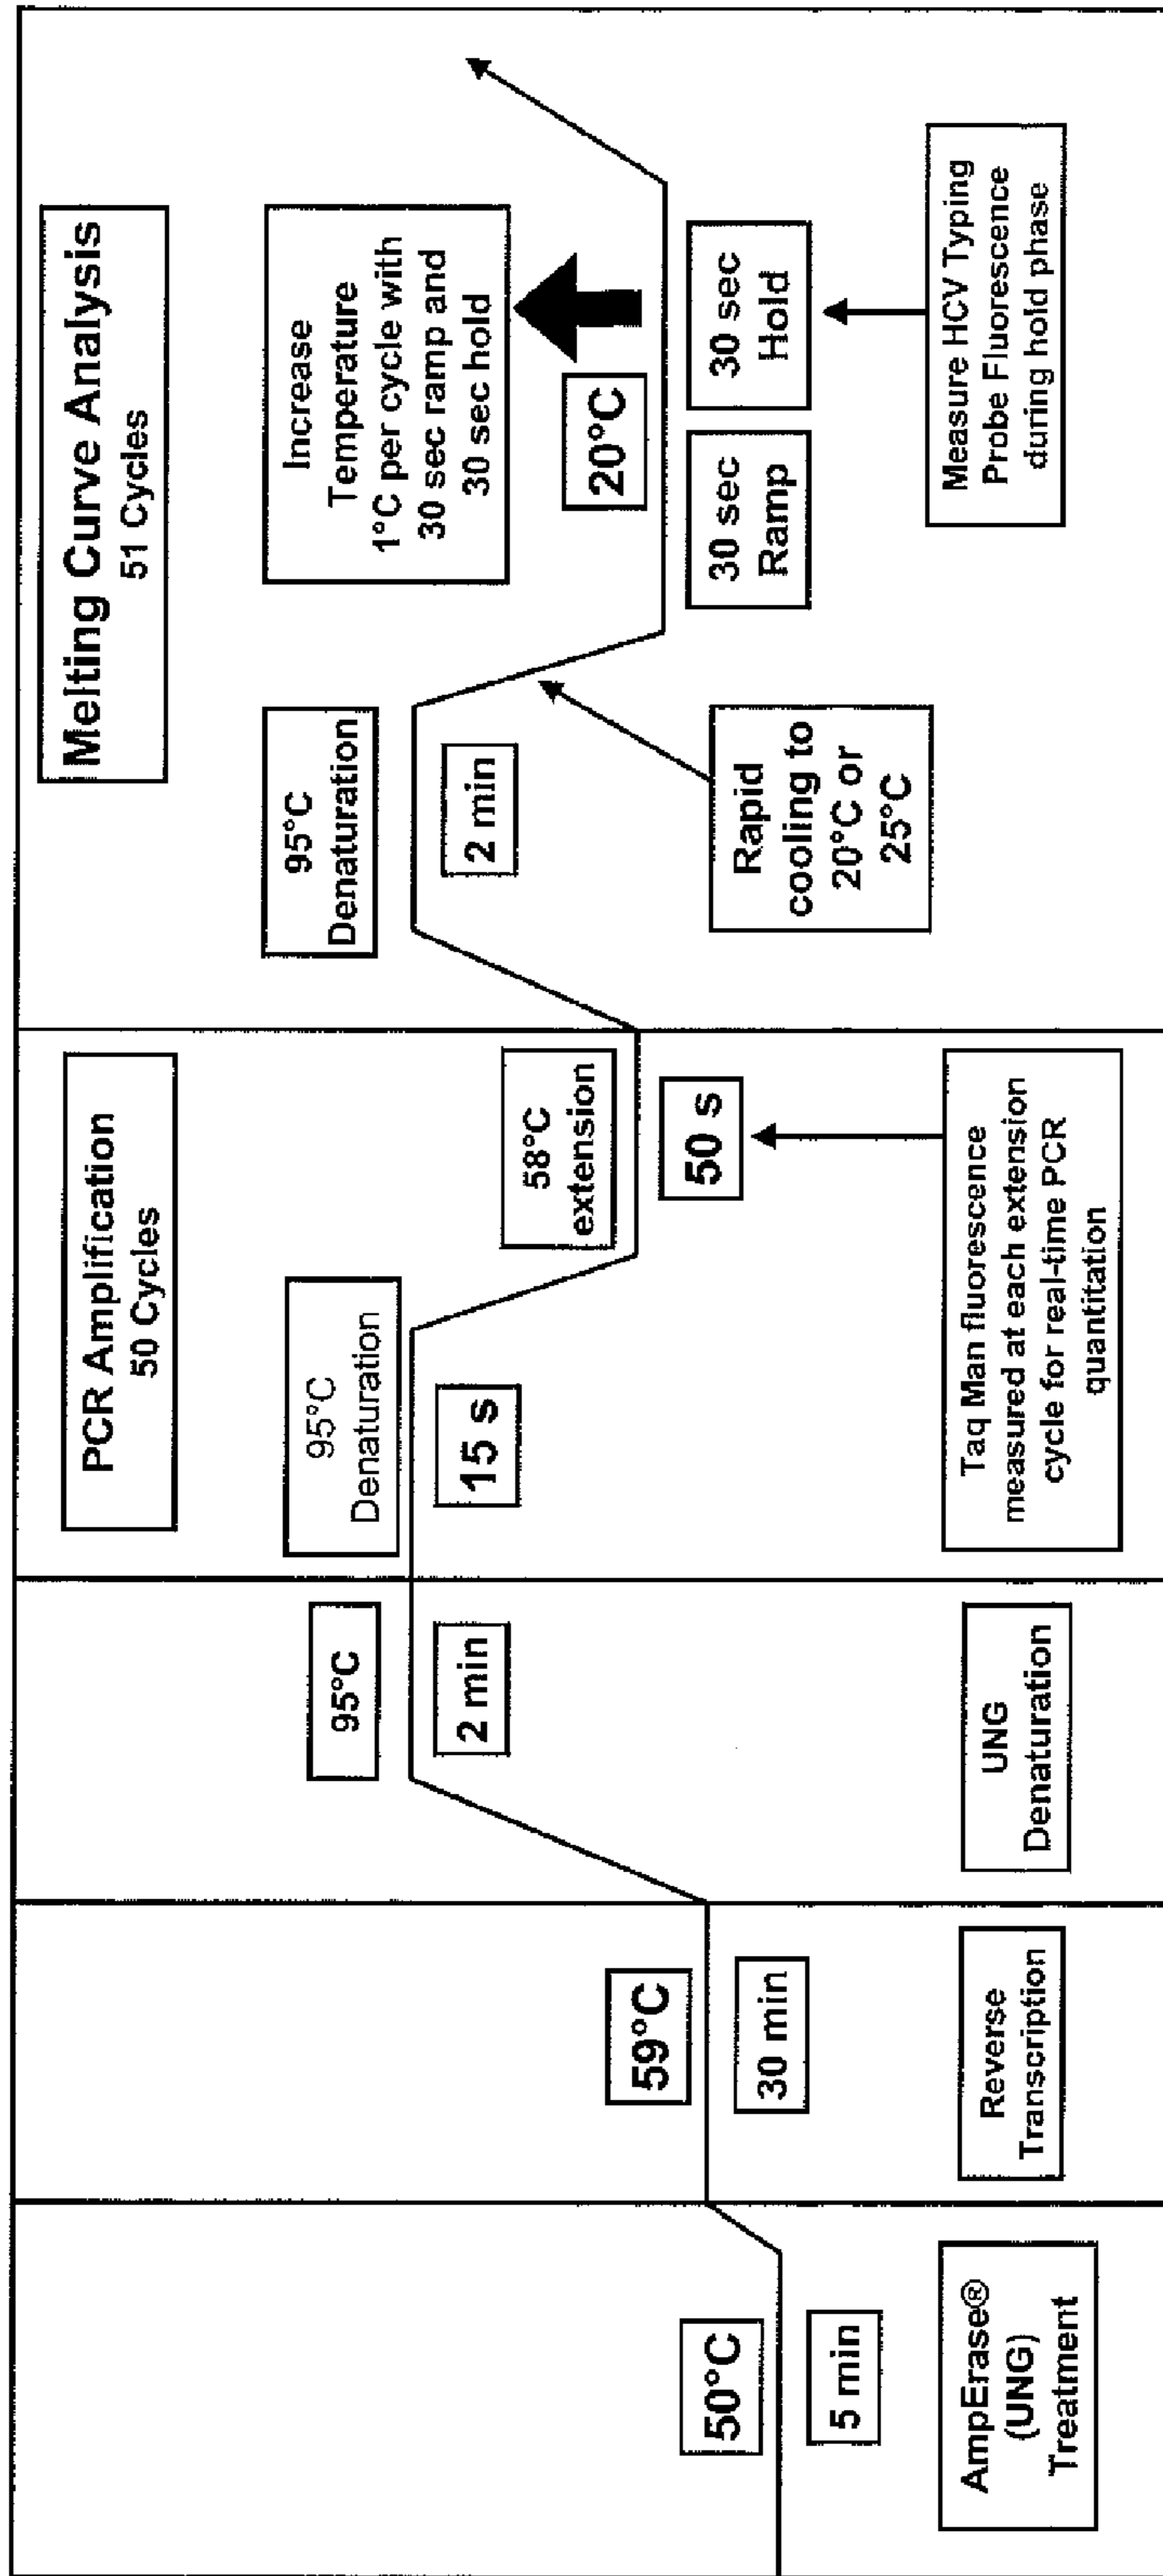 50°C
5 min
AmpErase®
(UNG)
Treatment
59°C
30 min
Reverse
Transcription
95°C
2 min
UNG
Denaturation
PCR Amplification
50 Cycles
95°C
Denaturation
15 s
58°C
extension
50 s
Taq Man fluorescence
measured at each extension
cycle for real-time PCR
quantitation
Melting Curve Analysis
51 Cycles
95°C
Denaturation
2 min
Rapid
cooling to
20°C or
25°C
Increase
Temperature
1°C per cycle with
30 sec ramp and
30 sec hold
20°C
30 sec
Ramp
30 sec
Hold
Measure HCV Typing
Probe Fluorescence
during hold phase